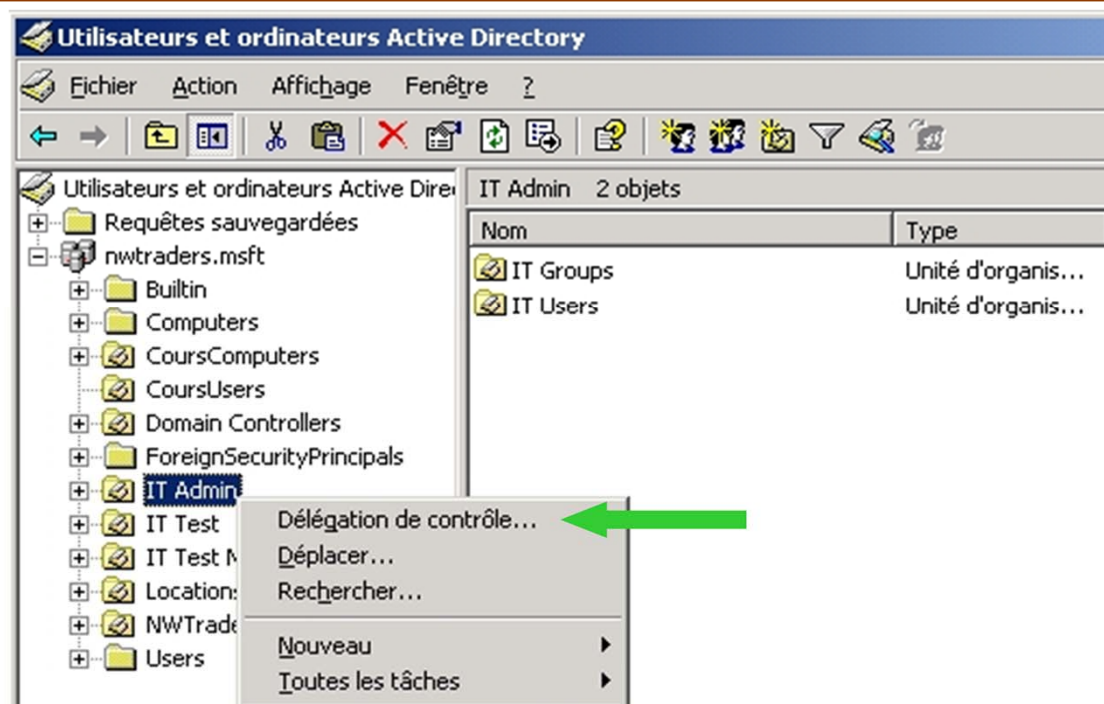 Utilisateurs et ordinateurs Active Directory
Fichier Action Affichage Fenêtre ?
Utilisateurs et ordinateurs Active Dire
IT Admin 2 objets
Requêtes sauvegardées
Nom Type
nwtraders.msft
IT Groups Unité d'organis...
Builtin
IT Users Unité d'organis...
Computers
CoursComputers
CoursUsers
Domain Controllers
ForeignSecurityPrincipals
IT Admin
IT Test
IT Test M
Location
NWTrade
Users
Délégation de contrôle...
Déplacer...
Rechercher...
Nouveau
Toutes les tâches